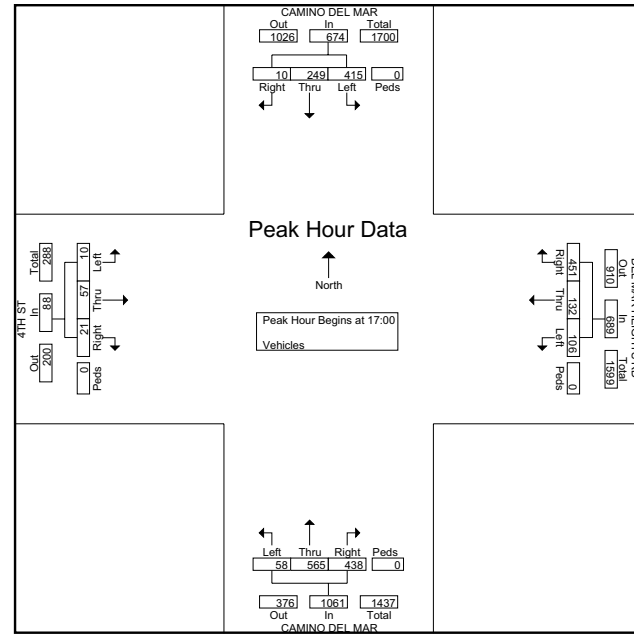 CAMINO DEL MAR
Out In Total
1026 674 1700
10 249 415 0
Right Thru Left Peds
Peak Hour Data
North
Peak Hour Begins at 17:00
Vehicles
4TH ST
Out In Total
200 88 288
10 57 21 0
Left Thru Right Peds
Out In Total
910 689 1599
451 132 106 0
Right Thru Left Peds
Left Thru Right Peds
58 565 438 0
376 1061 1437
Out In Total
CAMINO DEL MAR